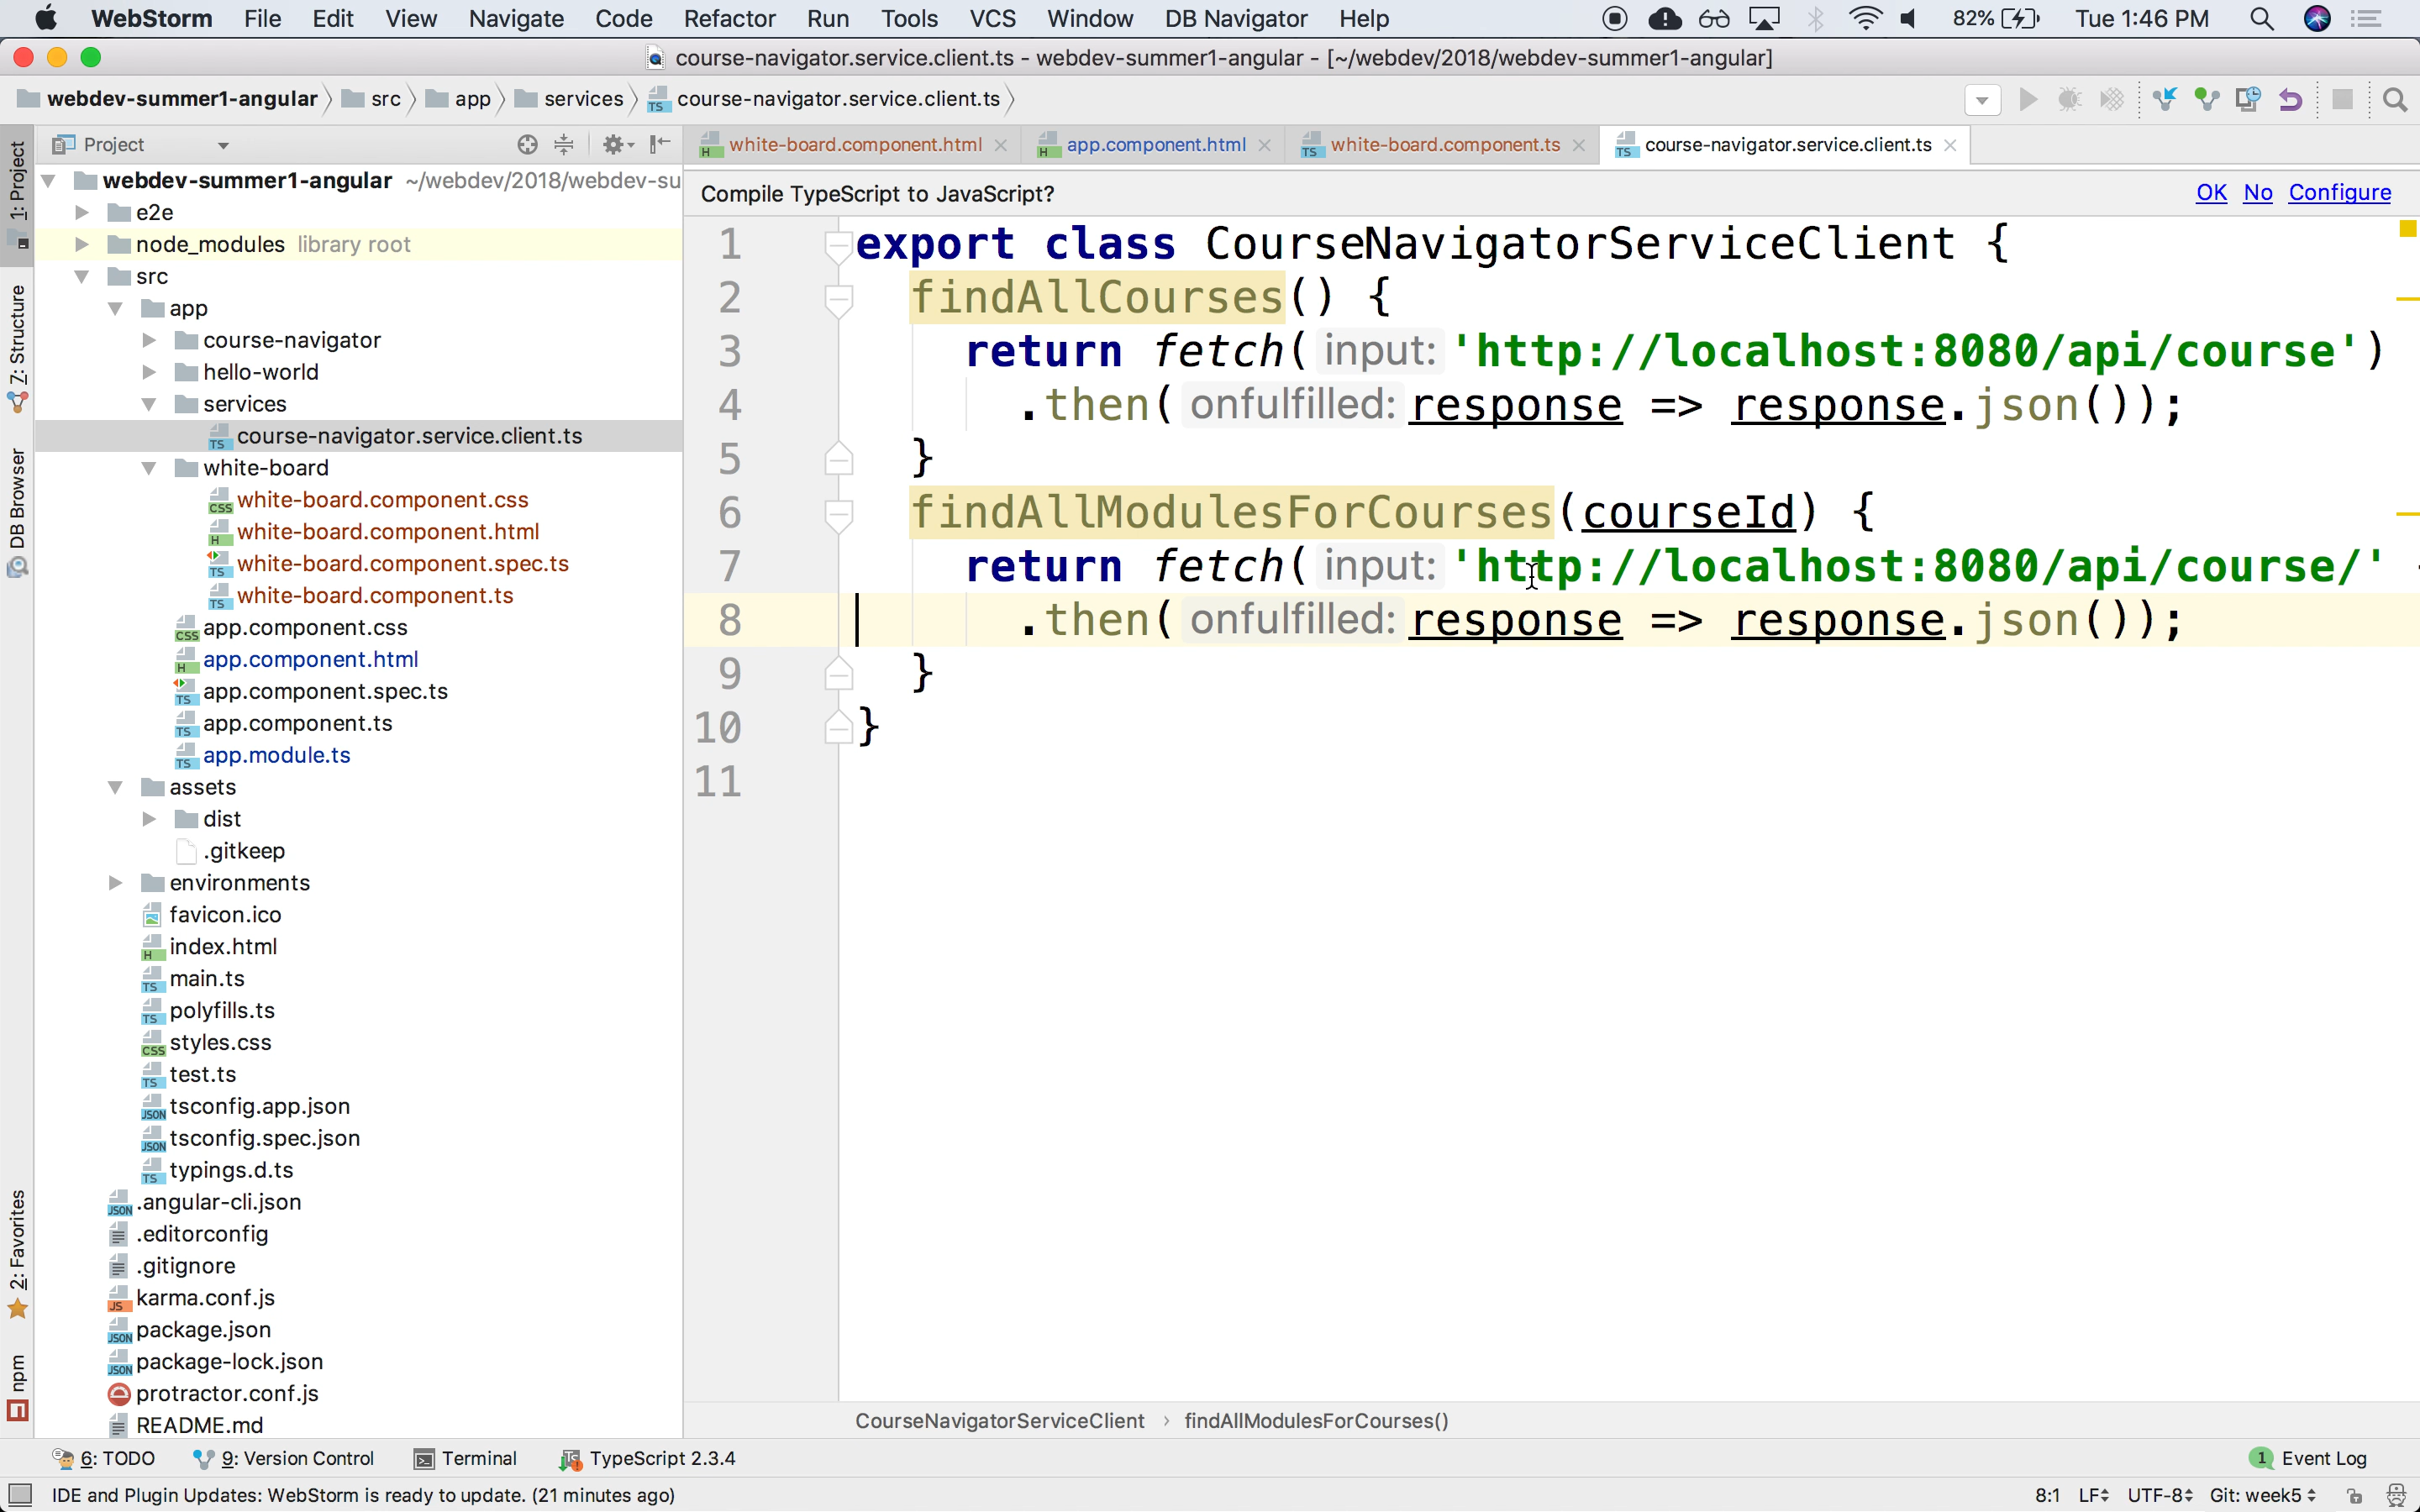 WebStorm File Edit View Navigate Code Refactor Run Tools VCS Window DB Navigator Help 82% Tue 1:46 PM
course-navigator.service.client.ts - webdev-summer1-angular - [~/webdev/2018/webdev-summer1-angular]
webdev-summer1-angular src app services course-navigator.service.client.ts
Project
white-board.component.html app.component.html white-board.component.ts course-navigator.service.client.ts
Compile TypeScript to JavaScript? OK No Configure
1: Project
7: Structure
DB Browser
2: Favorites
npm
webdev-summer1-angular ~/webdev/2018/webdev-su
e2e
node_modules library root
src
app
course-navigator
hello-world
services
course-navigator.service.client.ts
white-board
white-board.component.css
white-board.component.html
white-board.component.spec.ts
white-board.component.ts
app.component.css
app.component.html
app.component.spec.ts
app.component.ts
app.module.ts
assets
dist
.gitkeep
environments
favicon.ico
index.html
main.ts
polyfills.ts
styles.css
test.ts
tsconfig.app.json
tsconfig.spec.json
typings.d.ts
.angular-cli.json
.editorconfig
.gitignore
karma.conf.js
package.json
package-lock.json
protractor.conf.js
README.md
1 export class CourseNavigatorServiceClient {
2 findAllCourses() {
3 return fetch( input: 'http://localhost:8080/api/course')
4 .then( onfulfilled: response => response.json());
5 }
6 findAllModulesForCourses(courseId) {
7 return fetch( input: 'http://localhost:8080/api/course/'
8 .then( onfulfilled: response => response.json());
9 }
10 }
11
CourseNavigatorServiceClient › findAllModulesForCourses()
6: TODO 9: Version Control Terminal TypeScript 2.3.4 1 Event Log
IDE and Plugin Updates: WebStorm is ready to update. (21 minutes ago) 8:1 LF UTF-8 Git: week5